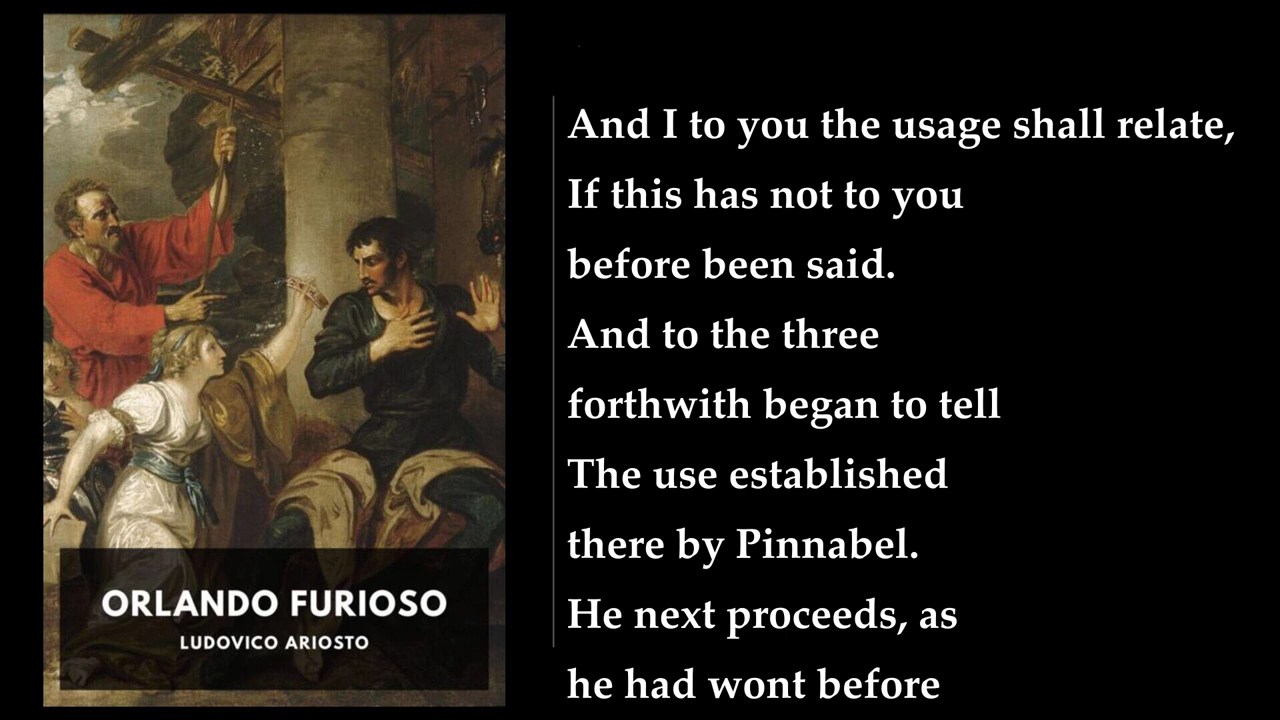 And I to you the usage shall relate,
If this has not to you
before been said.
And to the three
forthwith began to tell
The use established
there by Pinnabel.
He next proceeds, as
he had wont before
ORLANDO FURIOSO
LUDOVICO ARIOSTO